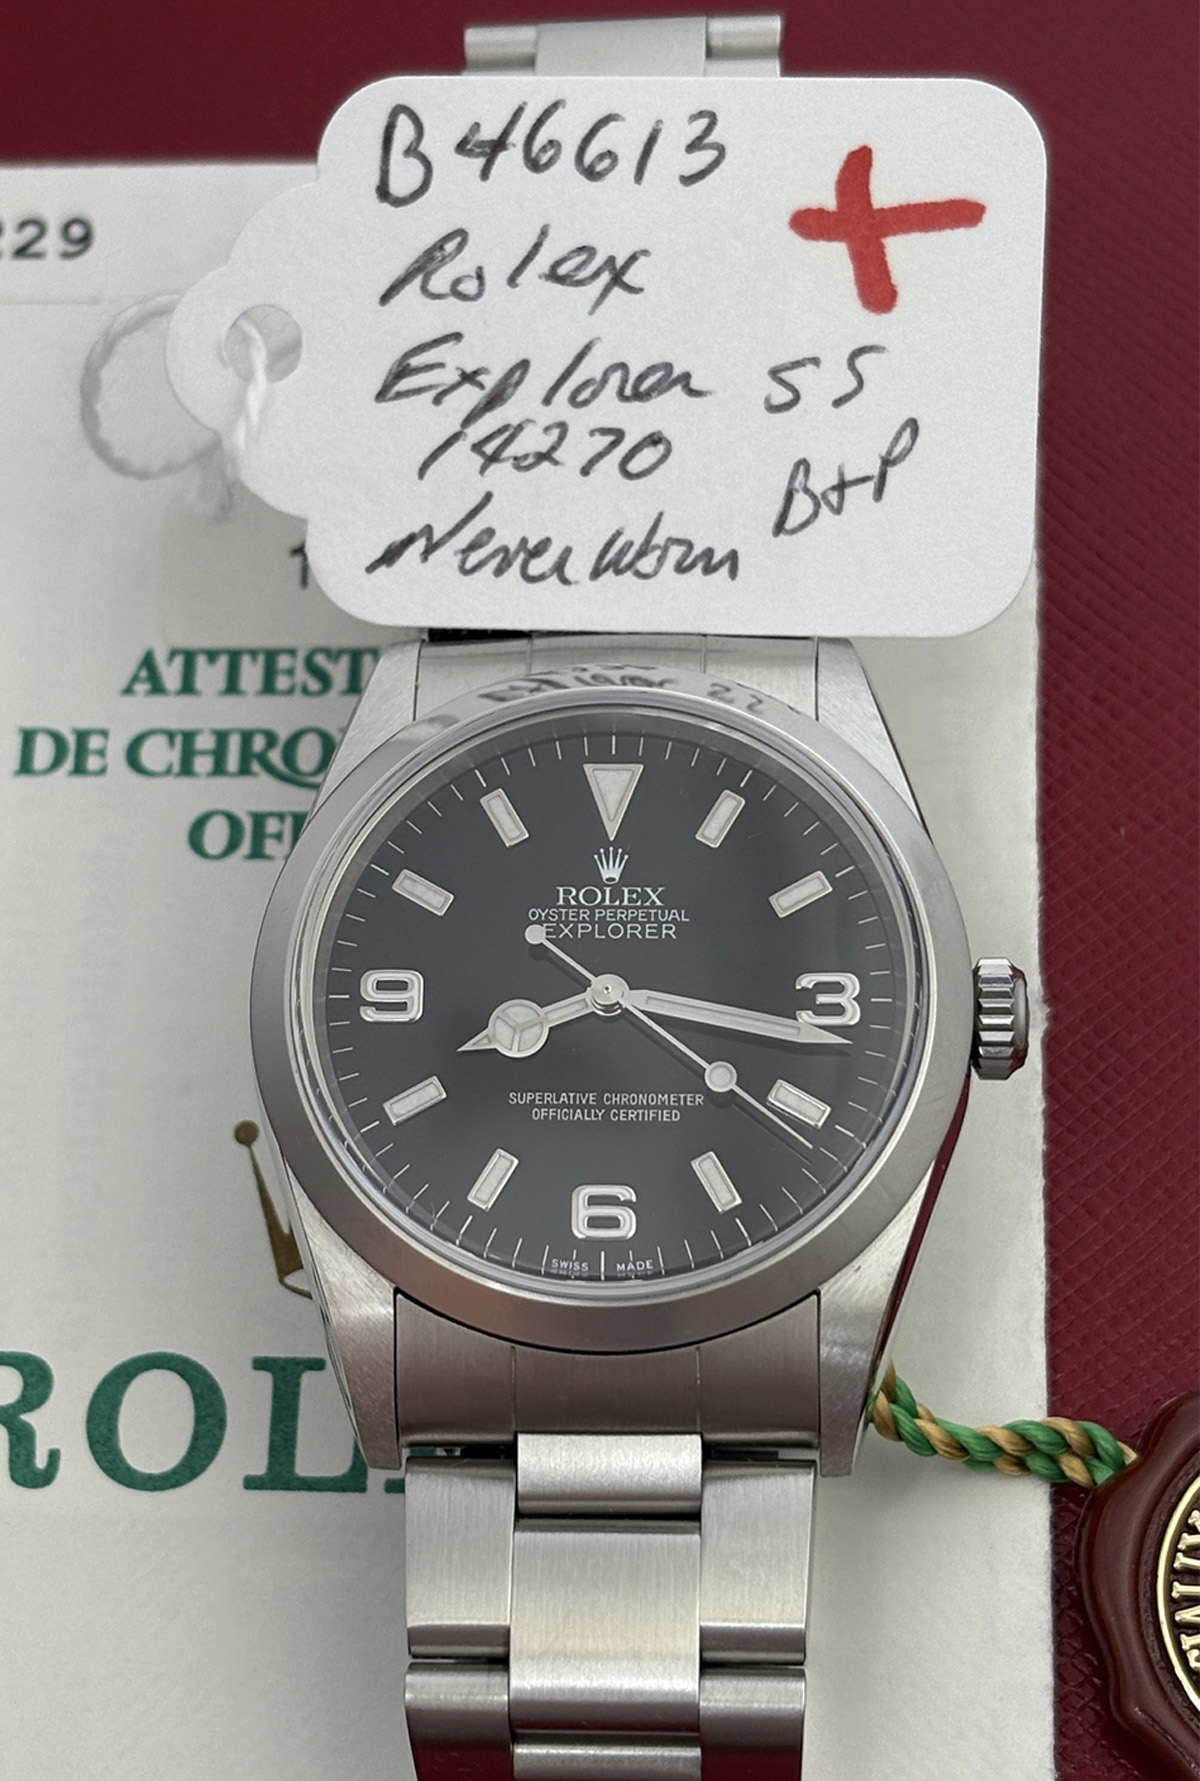 B46613
Rolex
Explorer SS
14270
B+P
Never Worn
229
1
ATTEST
DE CHRO
OFF
ROL
ROLEX
OYSTER PERPETUAL
EXPLORER
9
3
SUPERLATIVE CHRONOMETER
OFFICIALLY CERTIFIED
6
SWISS MADE